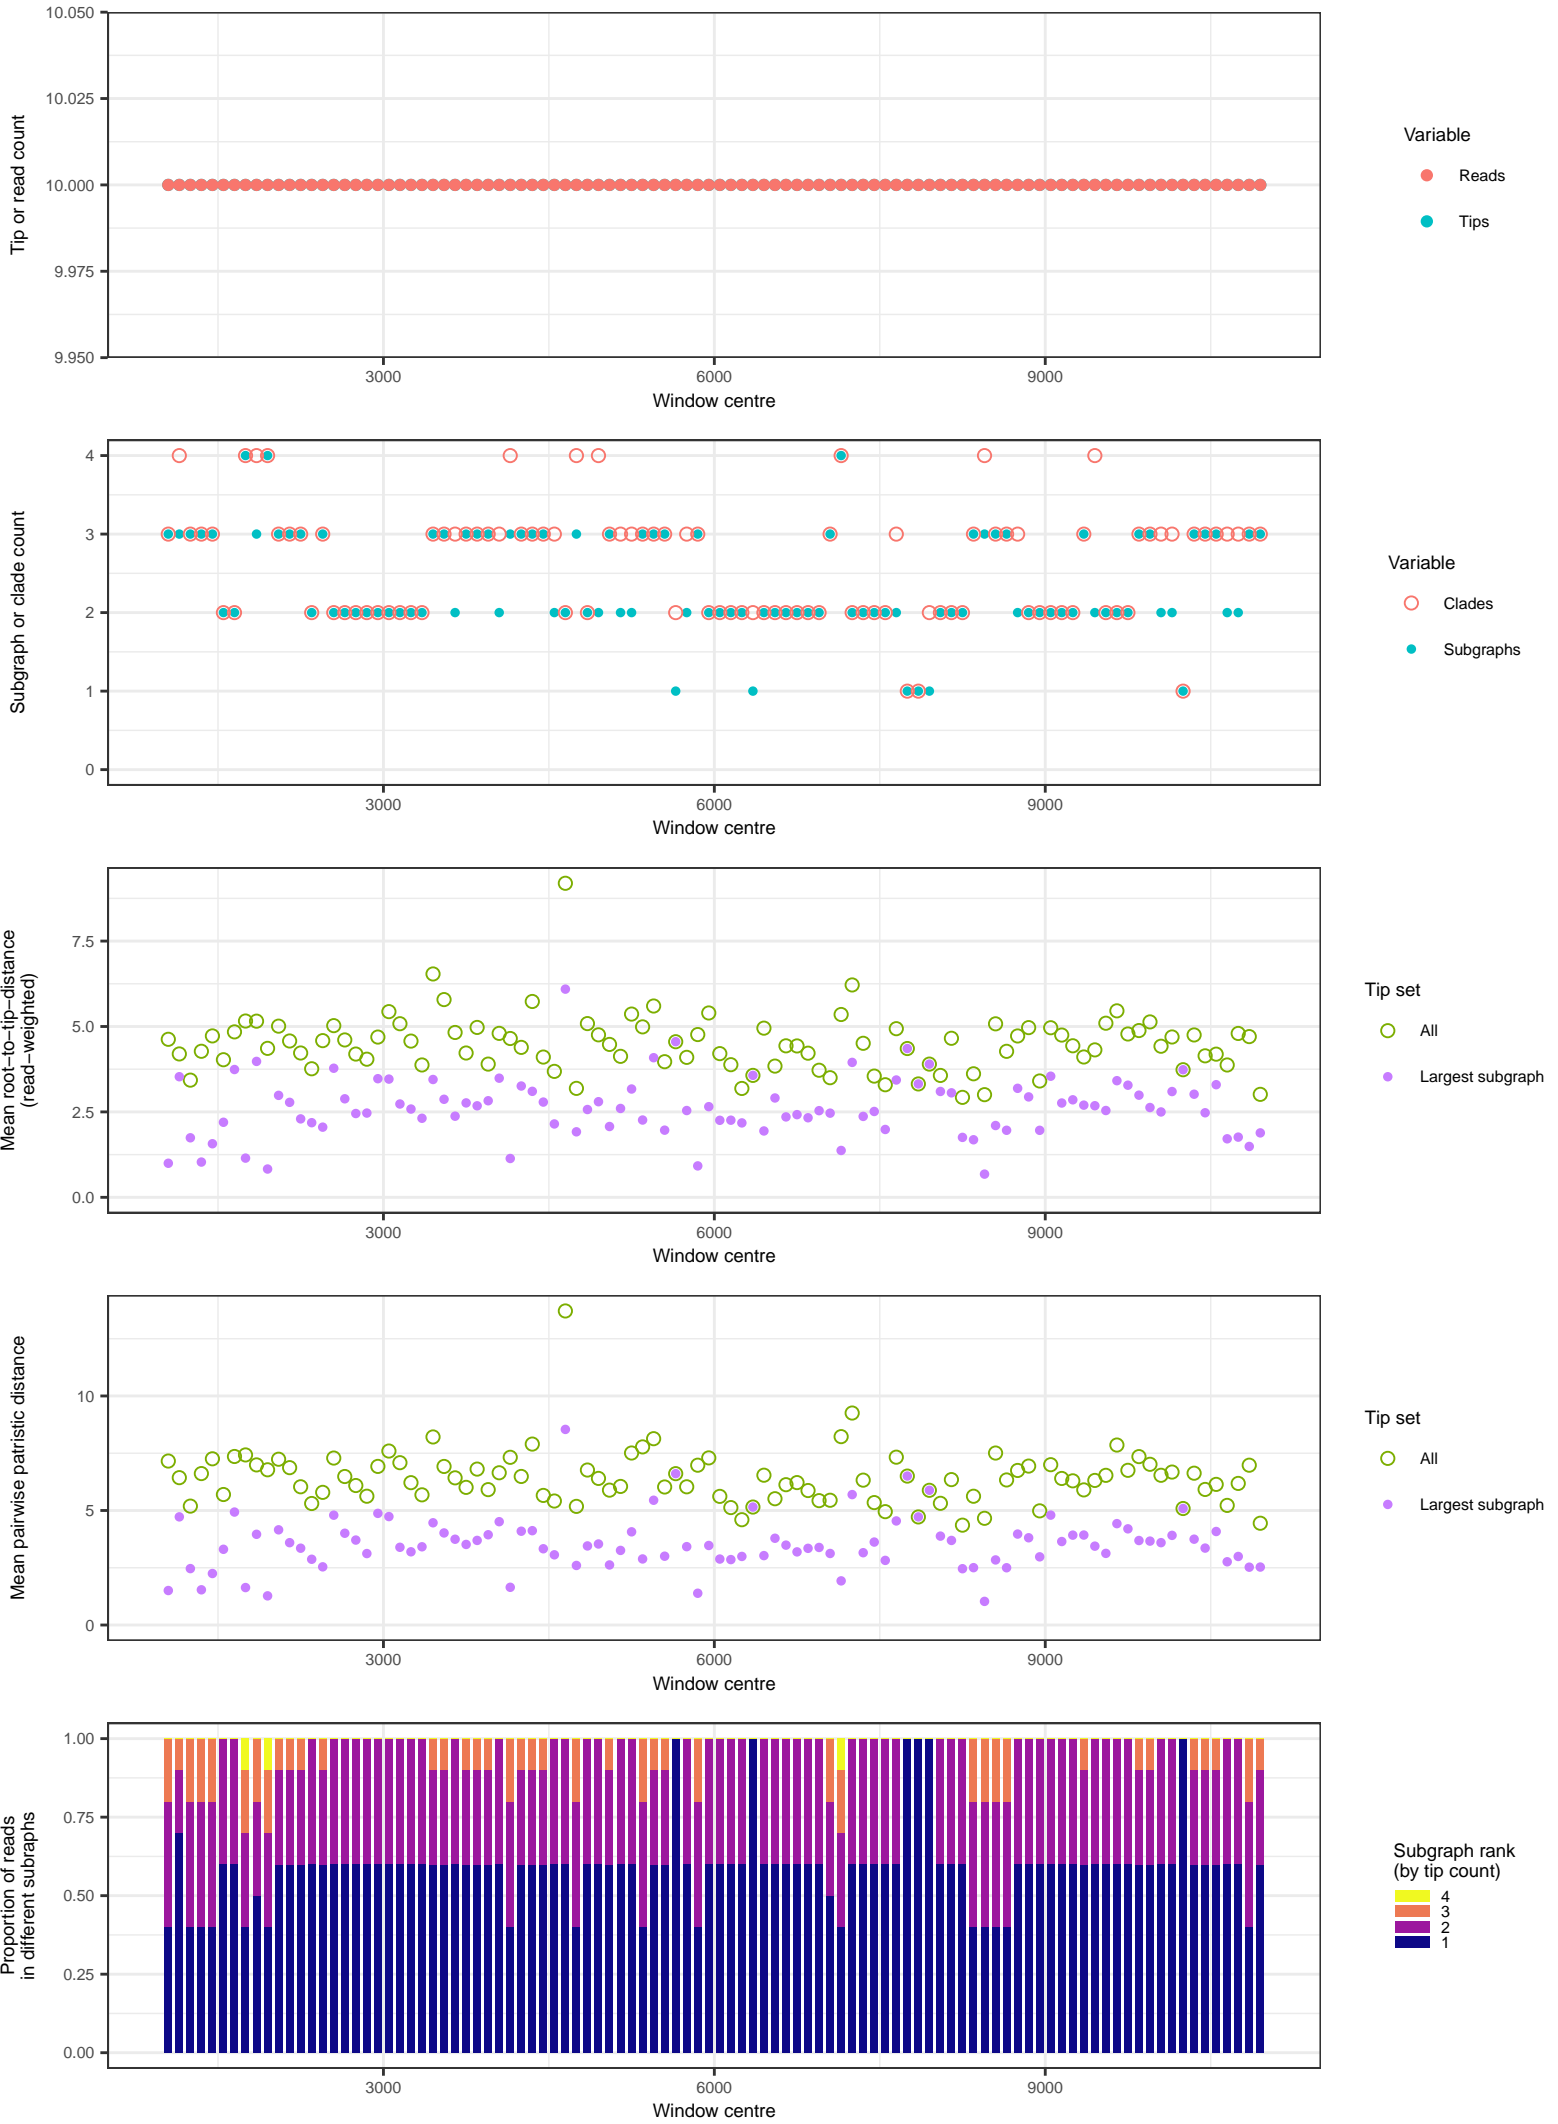 10.050
10.025
10.000
9.975
9.950
Tip or read count
3000 6000 9000
Window centre
Variable
Reads
Tips
4
3
2
1
0
Subgraph or clade count
3000 6000 9000
Window centre
Variable
Clades
Subgraphs
7.5
5.0
2.5
0.0
Mean root−to−tip−distance
(read−weighted)
3000 6000 9000
Window centre
Tip set
All
Largest subgraph
10
5
0
Mean pairwise patristic distance
3000 6000 9000
Window centre
Tip set
All
Largest subgraph
1.00
0.75
0.50
0.25
0.00
Proportion of reads
in different subraphs
3000 6000 9000
Window centre
Subgraph rank
(by tip count)
4
3
2
1